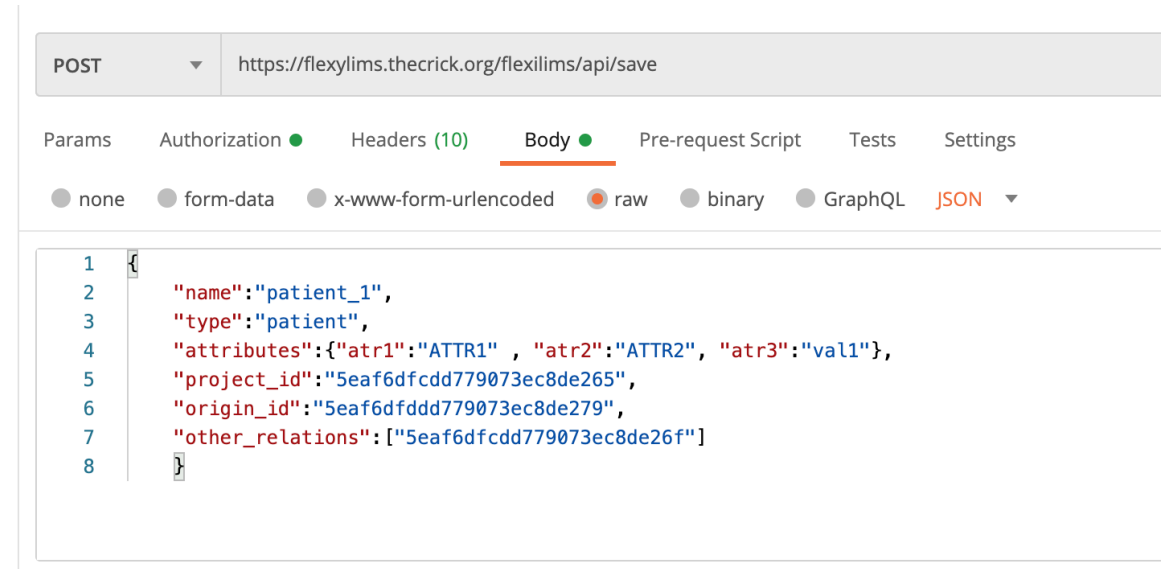 POST https://flexylims.thecrick.org/flexilims/api/save
Params Authorization Headers (10) Body Pre-request Script Tests Settings
none form-data x-www-form-urlencoded raw binary GraphQL JSON
1 {
2 "name":"patient_1",
3 "type":"patient",
4 "attributes":{"atr1":"ATTR1" , "atr2":"ATTR2", "atr3":"val1"},
5 "project_id":"5eaf6dfcdd779073ec8de265",
6 "origin_id":"5eaf6dfddd779073ec8de279",
7 "other_relations":["5eaf6dfcdd779073ec8de26f"]
8 }